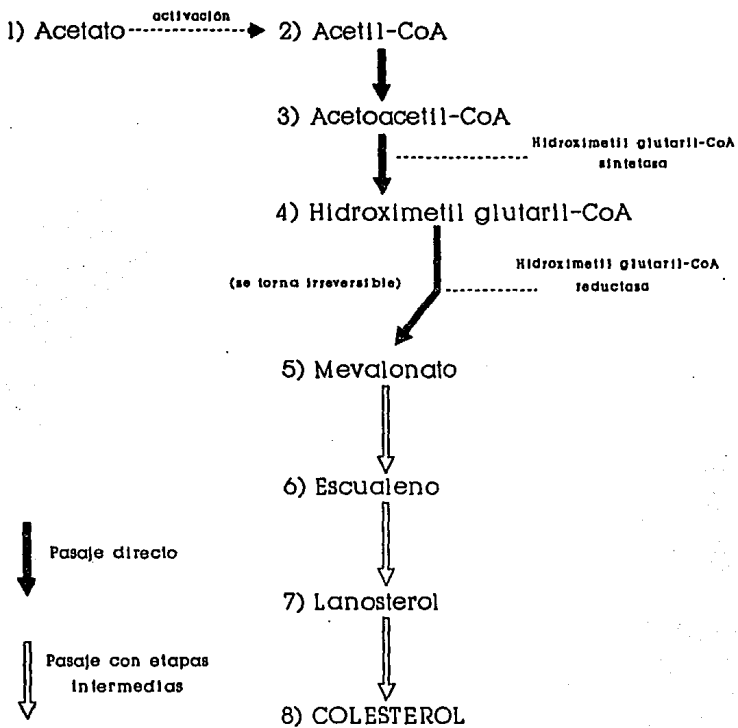 1) Acetato
activación
2) Acetil-CoA
3) Acetoacetil-CoA
Hidroximetil glutaril-CoA
sintetasa
4) Hidroximetil glutaril-CoA
(se torna irreversible)
Hidroximetil glutaril-CoA
reductasa
5) Mevalonato
6) Escualeno
Pasaje directo
7) Lanosterol
Pasaje con etapas
intermedias
8) COLESTEROL